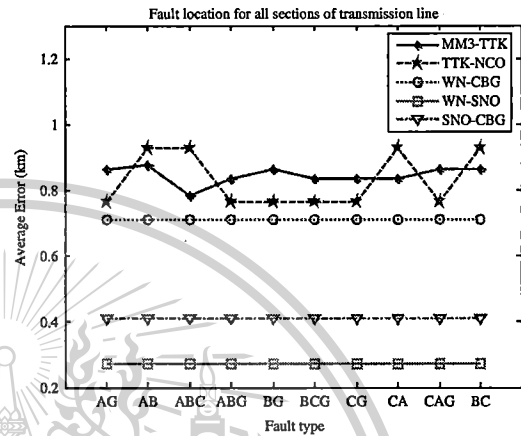 Fault location for all sections of transmission line
MM3-TTK
TTK-NCO
WN-CBG
WN-SNO
SNO-CBG
Average Error (km)
1.2
1
0.8
0.6
0.4
0.2
AG AB ABC ABG BG BCG CG CA CAG BC
Fault type